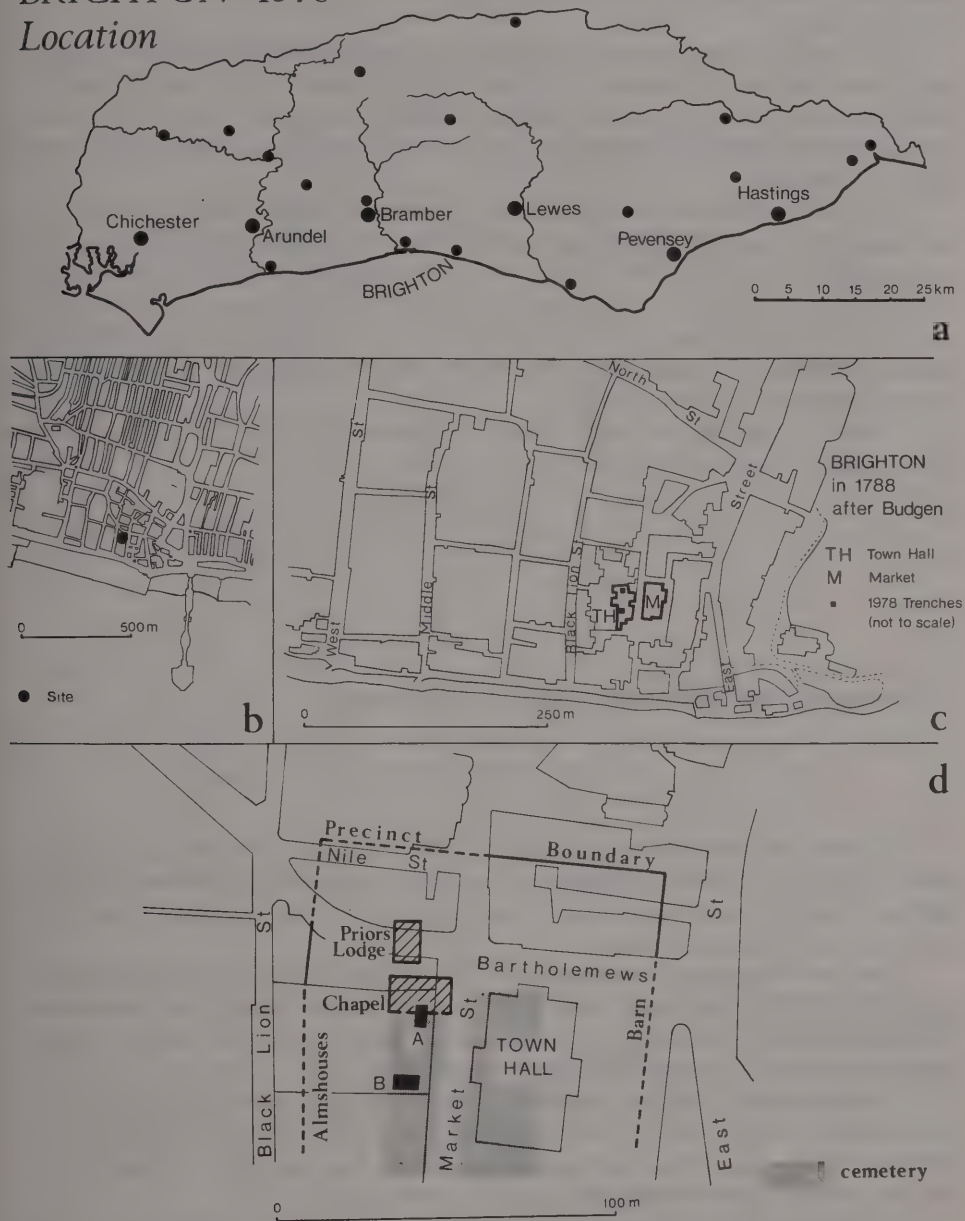 Location
Chichester
Arundel
Bramber
Lewes
Hastings
Pevensey
BRIGHTON
0 5 10 15 20 25 km
a
0 500m
Site
b
North
St
St
St
Street
Middle
Black Lion St
West
East
TH
M
BRIGHTON
in 1788
after Budgen
TH Town Hall
M Market
1978 Trenches
(not to scale)
0 250 m
c
d
Precinct
Boundary
Nile St
St
St
Priors
Lodge
Bartholemews
Chapel
St
A
TOWN
HALL
B
Almshouses
Black Lion
Market
Barn
East
cemetery
0 100 m